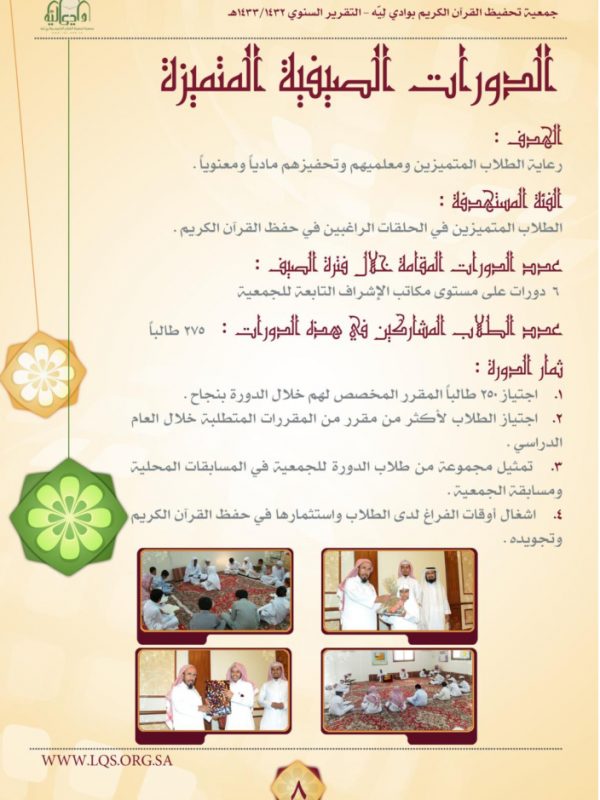 جمعية تحفيظ القرآن الكريم بوادي ليّه - التقرير السنوي ١٤٣٣/١٤٣٢هـ
وادي ليه
الدورات الصيفية المتميزة
الهدف :
رعاية الطلاب المتميزين ومعلميهم وتحفيزهم مادياً ومعنوياً .
الفئة المستهدفة :
الطلاب المتميزين في الحلقات الراغبين في حفظ القرآن الكريم .
عدد الدورات المقامة خلال فترة الصيف :
٦ دورات على مستوى مكاتب الإشراف التابعة للجمعية
عدد الطلاب المشاركين في هذه الدورات : ٢٧٥ طالباً
ثمار الدورة :
١. اجتياز ٢٥٠ طالباً المقرر المخصص لهم خلال الدورة بنجاح .
٢. اجتياز الطلاب لأكثر من مقرر من المقررات المتطلبة خلال العام
الدراسي .
٣. تمثيل مجموعة من طلاب الدورة للجمعية في المسابقات المحلية
ومسابقة الجمعية .
٤. اشغال أوقات الفراغ لدى الطلاب واستثمارها في حفظ القرآن الكريم
وتجويده .
WWW.LQS.ORG.SA
٨